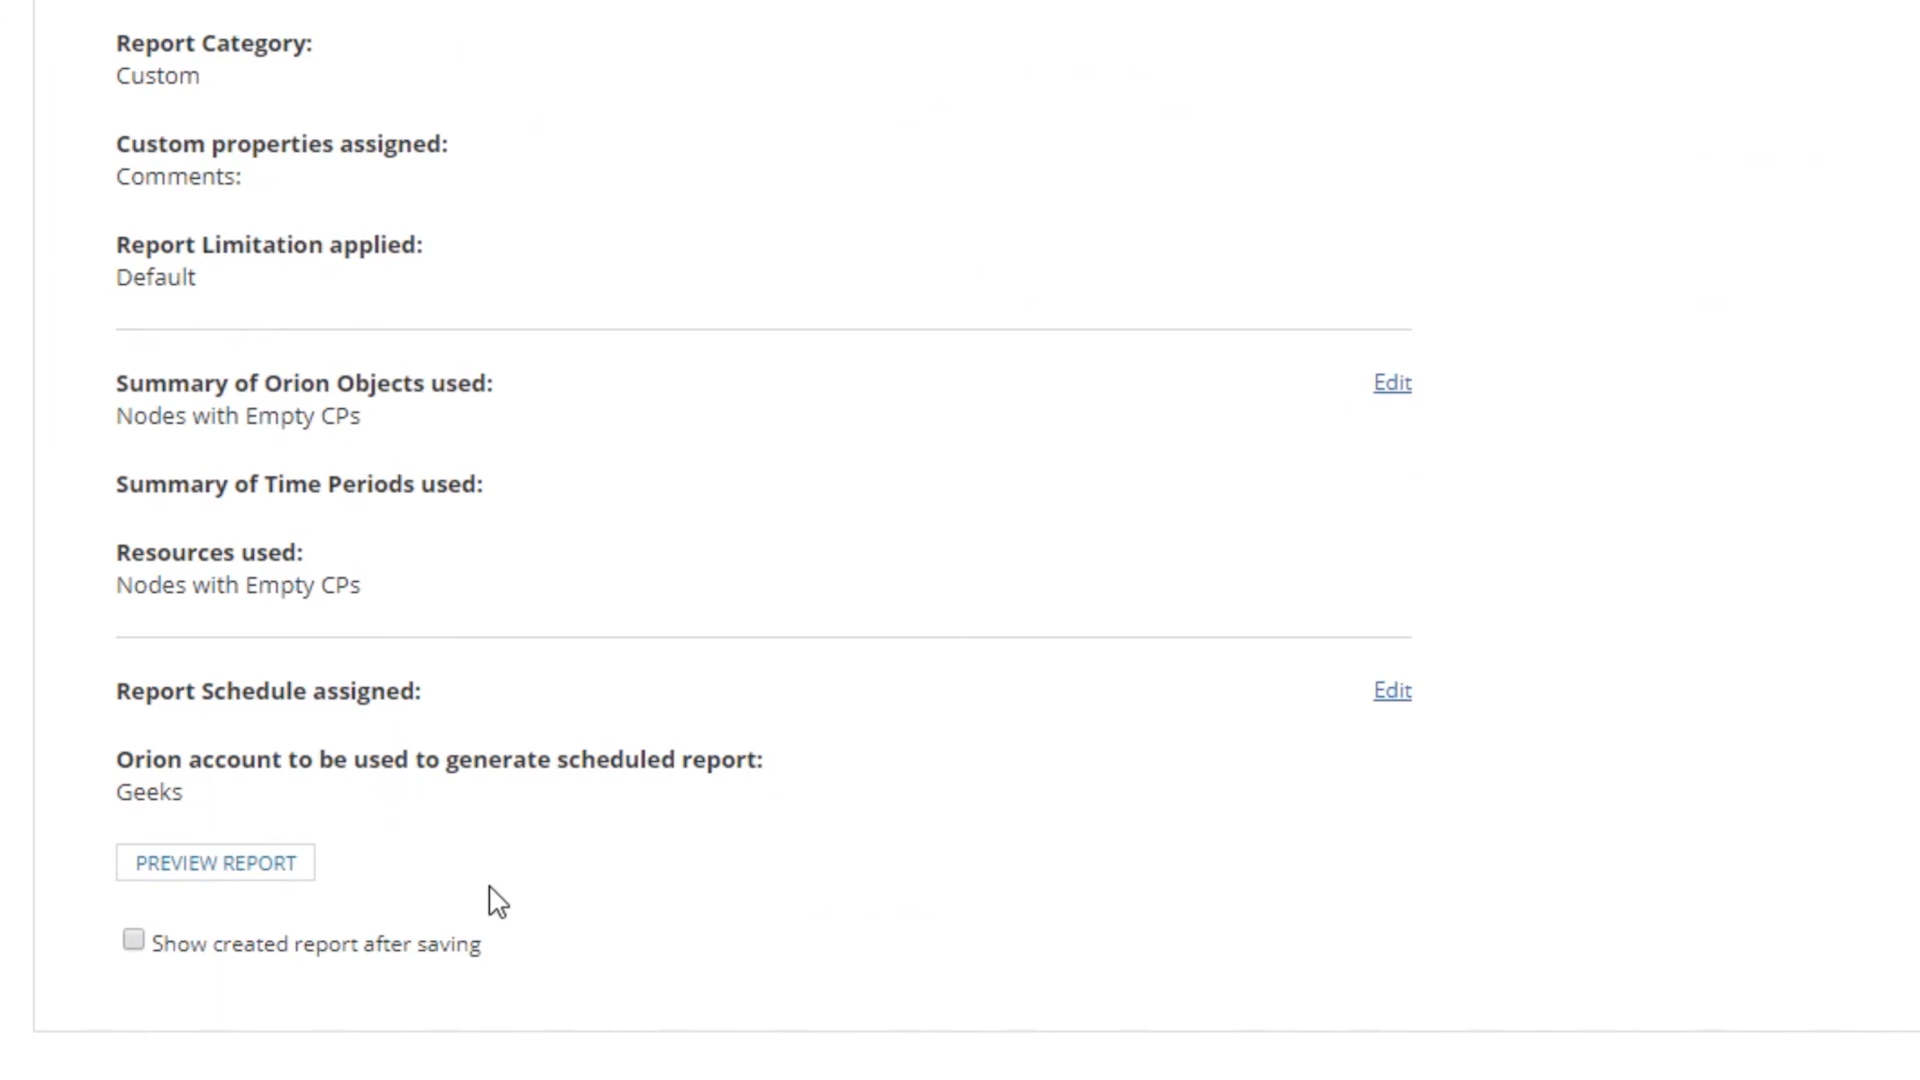 Report Category:
Custom
Custom properties assigned:
Comments:
Report Limitation applied:
Default
Summary of Orion Objects used:
Edit
Nodes with Empty CPs
Summary of Time Periods used:
Resources used:
Nodes with Empty CPs
Report Schedule assigned:
Edit
Orion account to be used to generate scheduled report:
Geeks
PREVIEW REPORT
Show created report after saving